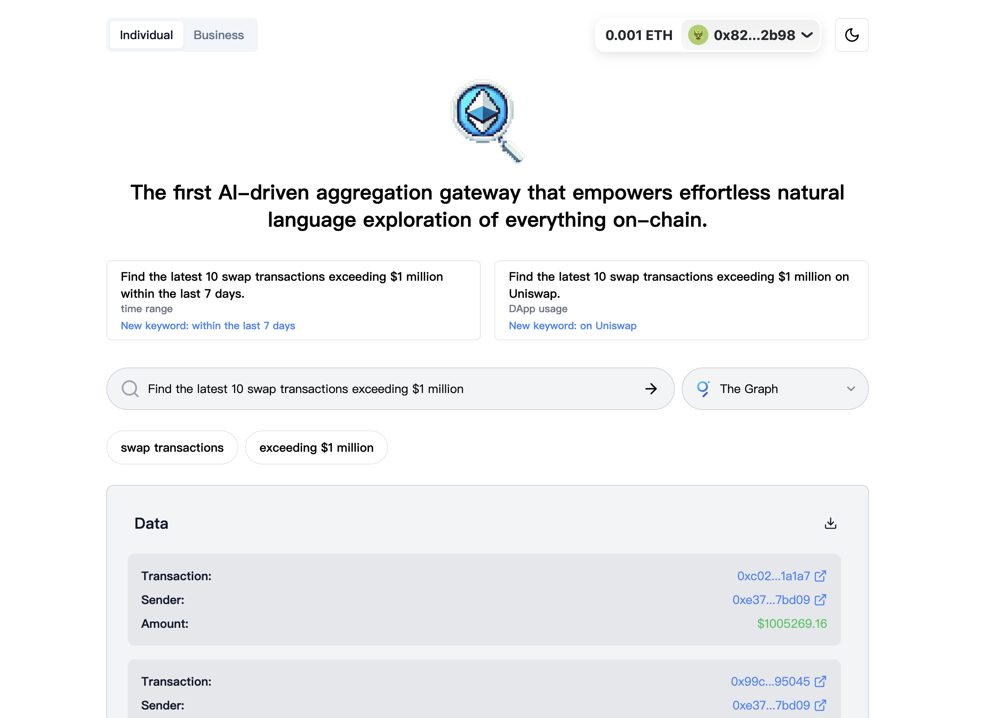 Individual
Business
0.001 ETH
0x82...2b98
The first AI-driven aggregation gateway that empowers effortless natural
language exploration of everything on-chain.
Find the latest 10 swap transactions exceeding $1 million
within the last 7 days.
time range
New keyword: within the last 7 days
Find the latest 10 swap transactions exceeding $1 million on
Uniswap.
DApp usage
New keyword: on Uniswap
Find the latest 10 swap transactions exceeding $1 million
The Graph
swap transactions
exceeding $1 million
Data
Transaction:
0xc02...1a1a7
Sender:
0xe37...7bd09
Amount:
$1005269.16
Transaction:
0x99c...95045
Sender:
0xe37...7bd09